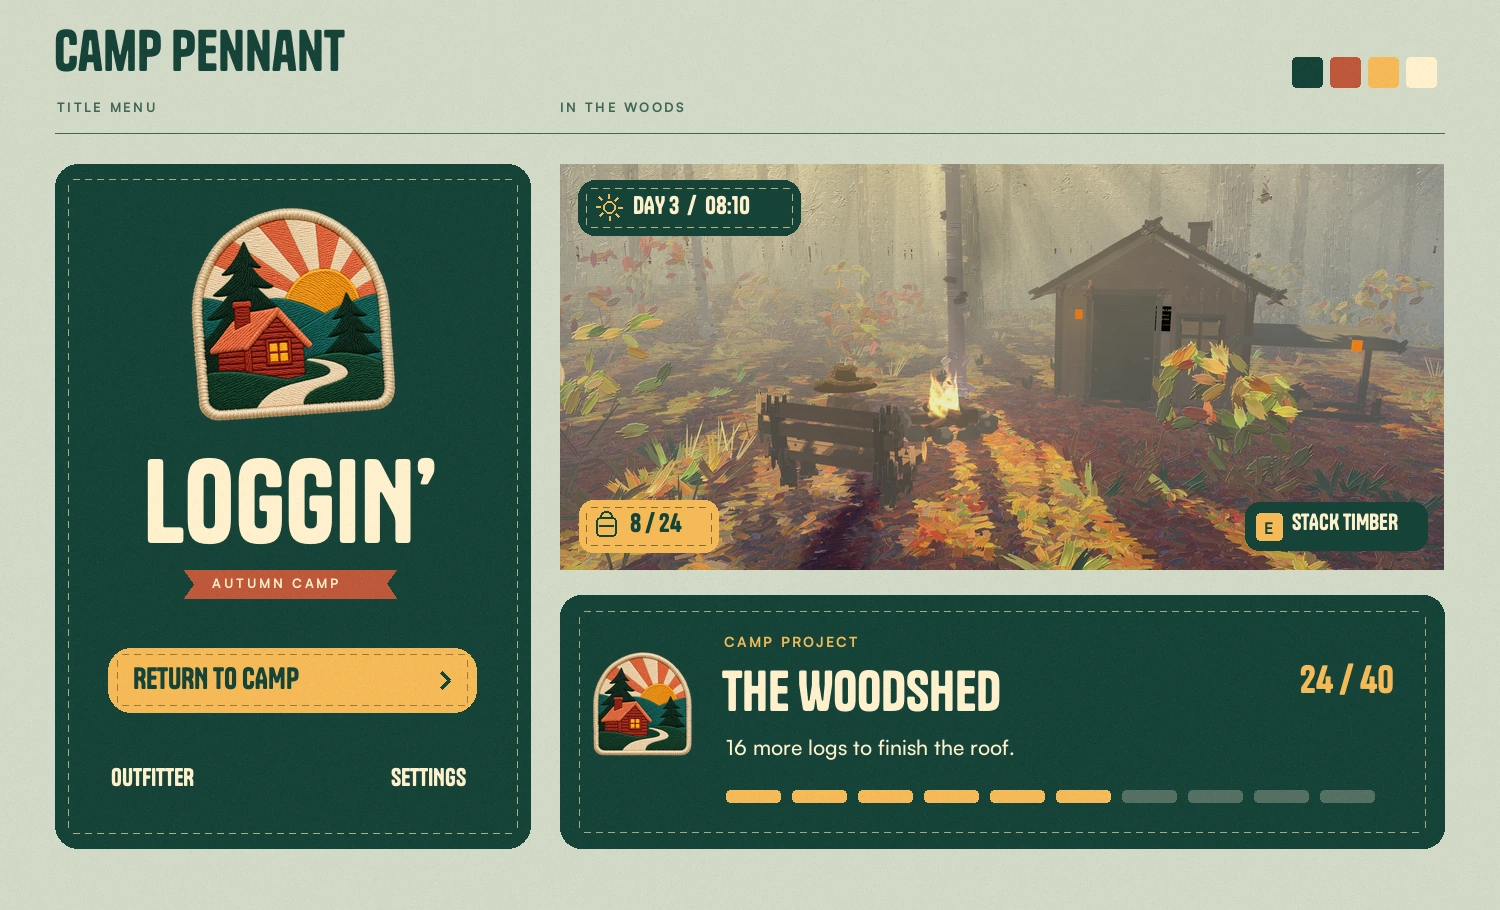 CAMP PENNANT
TITLE MENU
IN THE WOODS
LOGGIN’
AUTUMN CAMP
RETURN TO CAMP
OUTFITTER
SETTINGS
DAY 3 / 08:10
8 / 24
E STACK TIMBER
CAMP PROJECT
THE WOODSHED
24 / 40
16 more logs to finish the roof.